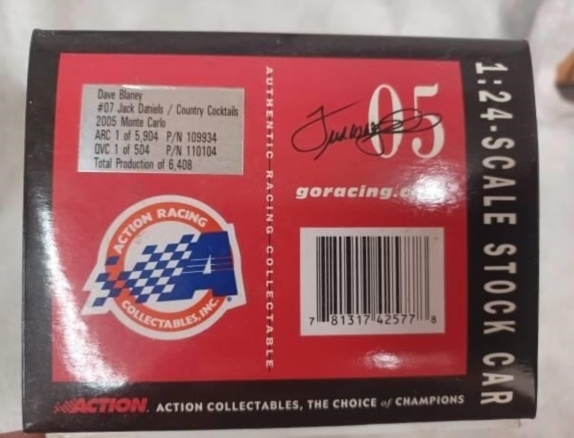 Dave Blaney
#07 Jack Daniels / Country Cocktails
2005 Monte Carlo
ARC 1 of 5,904 P/N 109934
QVC 1 of 504 P/N 110104
Total Production of 6,408
AUTHENTIC RACING COLLECTABLE
05
goracing.c
7 81317 42577 8
ACTION RACING
A
COLLECTABLES, INC.
1:24-SCALE STOCK CAR
ACTION. ACTION COLLECTABLES, THE CHOICE of CHAMPIONS